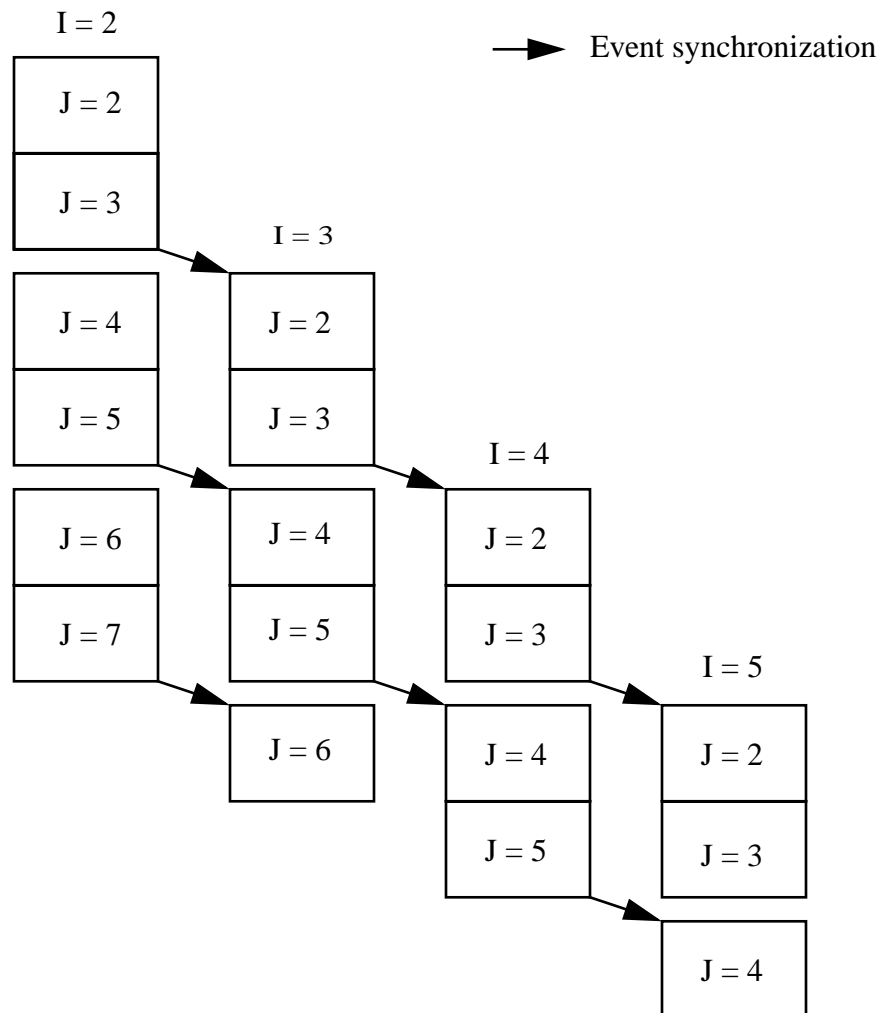 I = 2
Event synchronization
J = 2
J = 3
I = 3
J = 4
J = 2
J = 5
J = 3
I = 4
J = 6
J = 4
J = 2
J = 7
J = 5
J = 3
I = 5
J = 6
J = 4
J = 2
J = 5
J = 3
J = 4